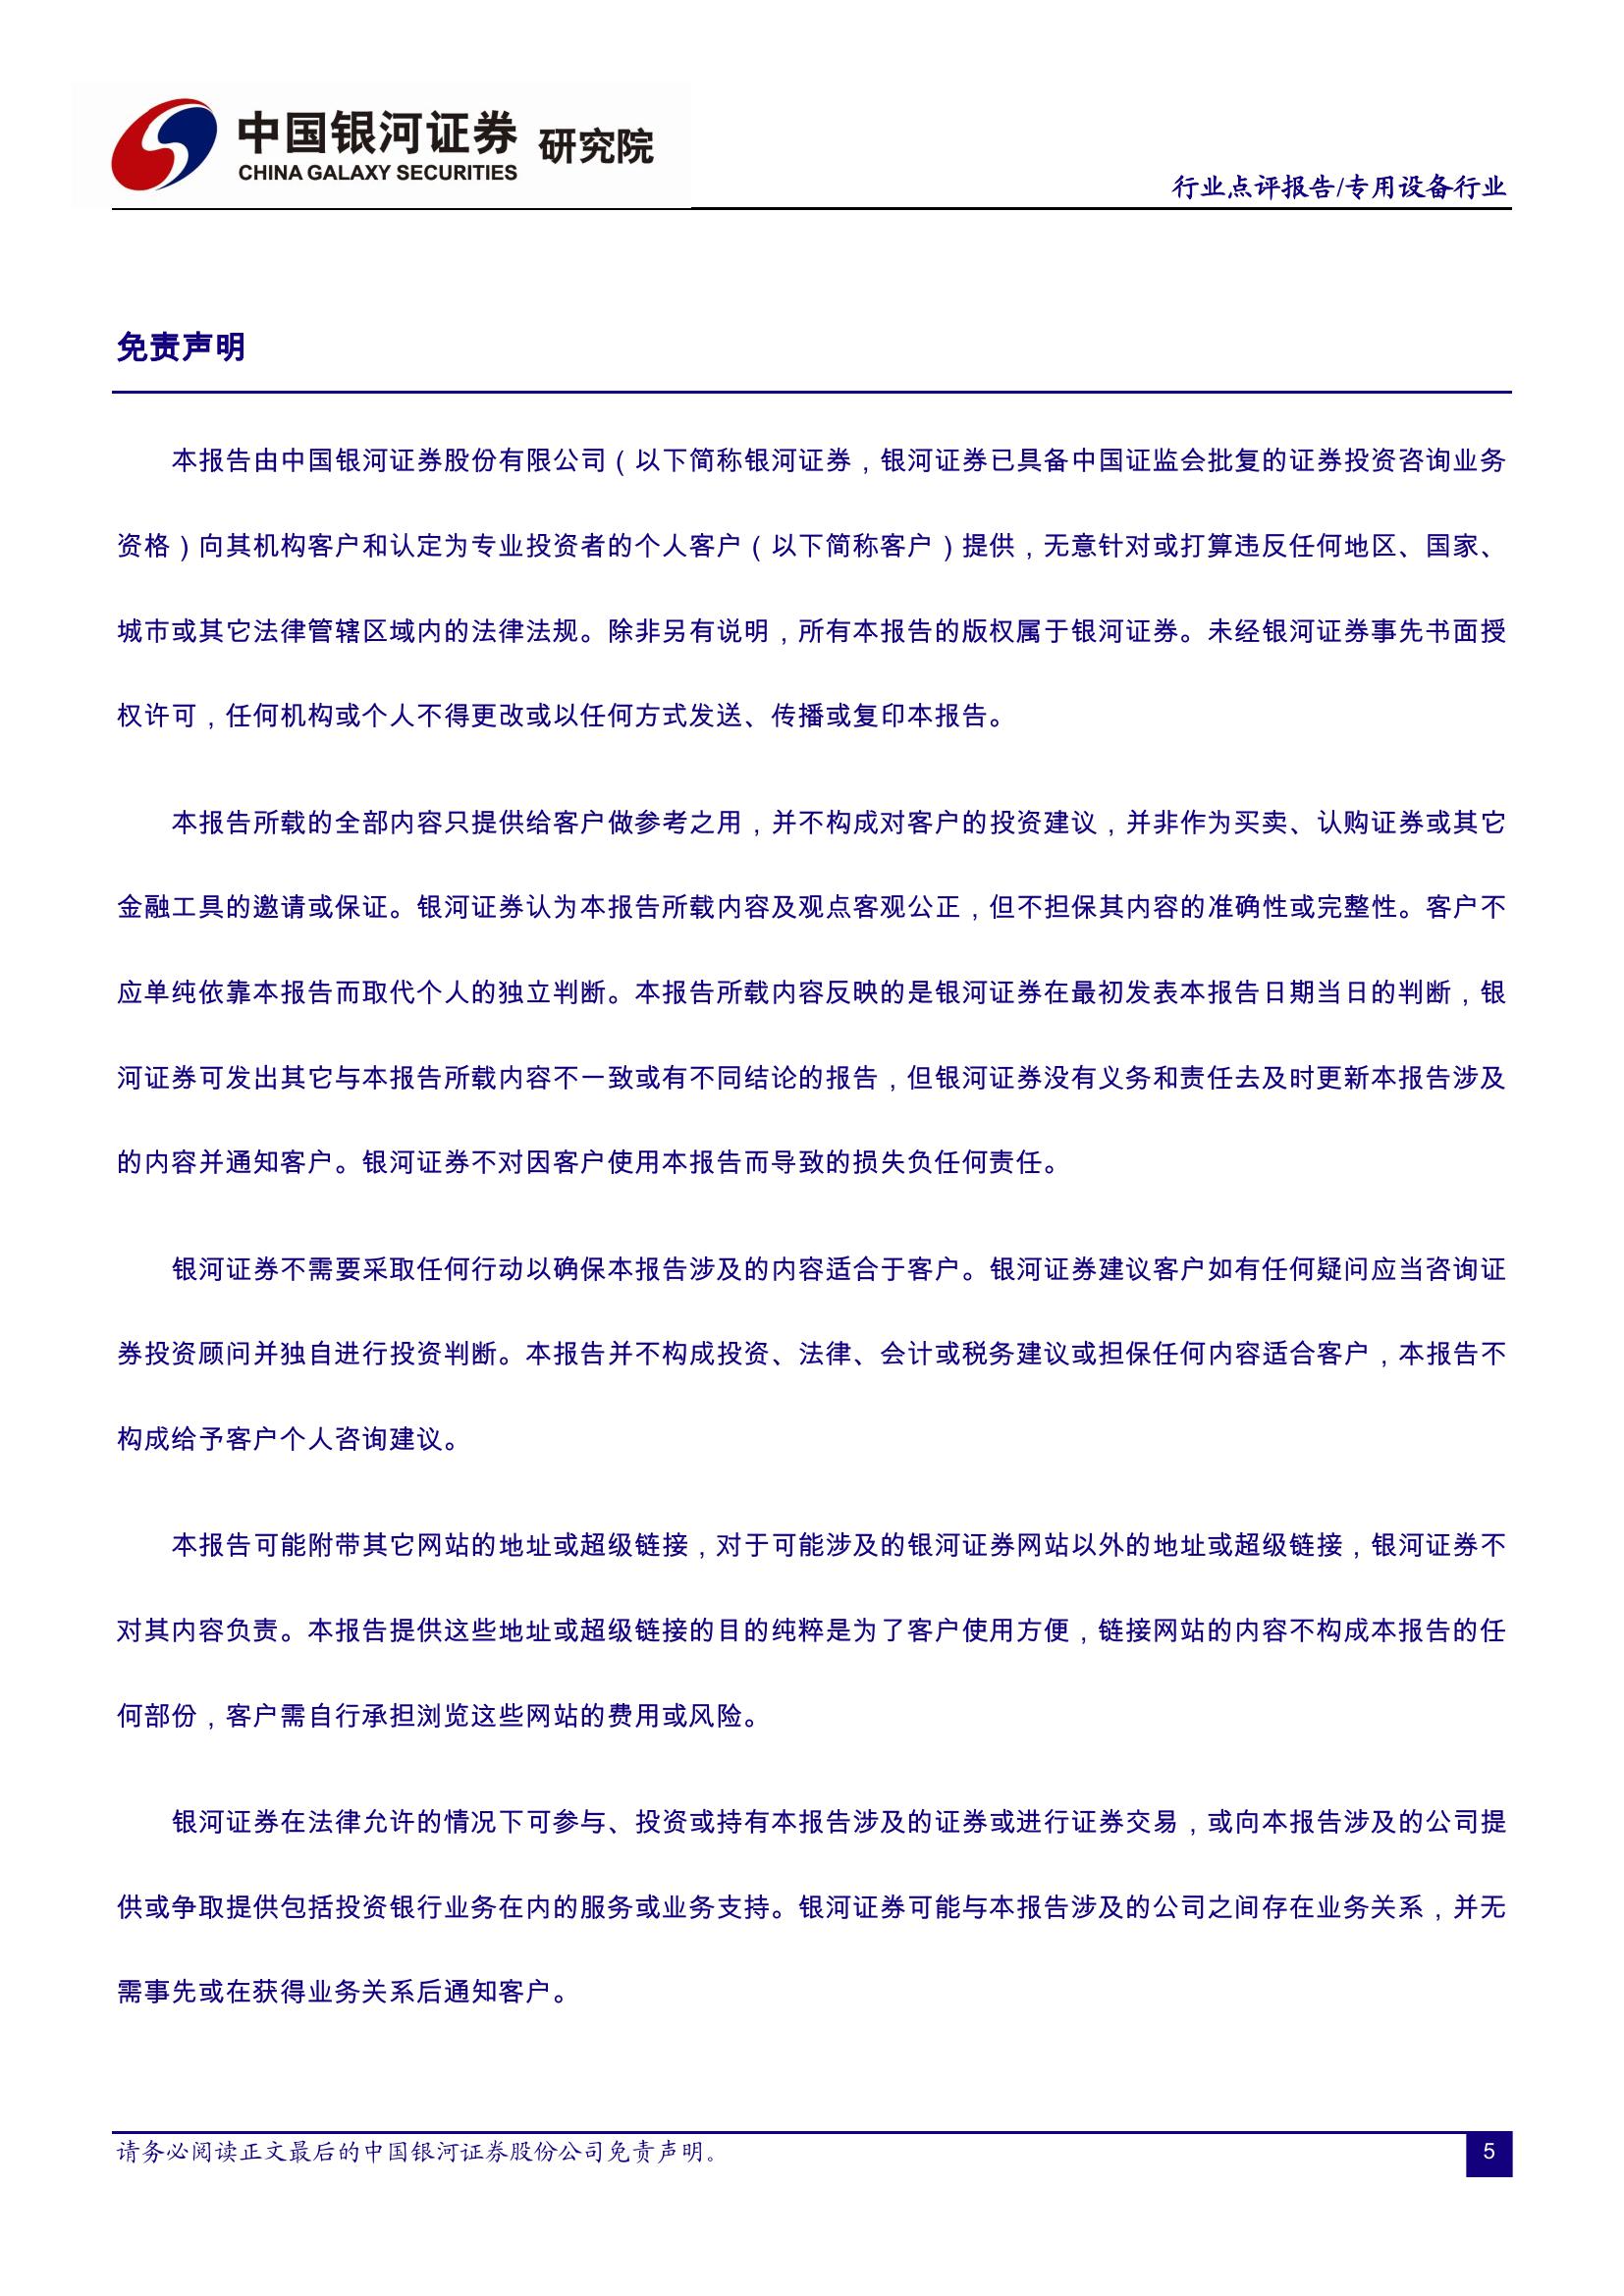 中国银河证券 研究院
CHINA GALAXY SECURITIES
行业点评报告/专用设备行业
免责声明
本报告由中国银河证券股份有限公司（以下简称银河证券，银河证券已具备中国证监会批复的证券投资咨询业务
资格）向其机构客户和认定为专业投资者的个人客户（以下简称客户）提供，无意针对或打算违反任何地区、国家、
城市或其它法律管辖区域内的法律法规。除非另有说明，所有本报告的版权属于银河证券。未经银河证券事先书面授
权许可，任何机构或个人不得更改或以任何方式发送、传播或复印本报告。
本报告所载的全部内容只提供给客户做参考之用，并不构成对客户的投资建议，并非作为买卖、认购证券或其它
金融工具的邀请或保证。银河证券认为本报告所载内容及观点客观公正，但不担保其内容的准确性或完整性。客户不
应单纯依靠本报告而取代个人的独立判断。本报告所载内容反映的是银河证券在最初发表本报告日期当日的判断，银
河证券可发出其它与本报告所载内容不一致或有不同结论的报告，但银河证券没有义务和责任去及时更新本报告涉及
的内容并通知客户。银河证券不对因客户使用本报告而导致的损失负任何责任。
银河证券不需要采取任何行动以确保本报告涉及的内容适合于客户。银河证券建议客户如有任何疑问应当咨询证
券投资顾问并独自进行投资判断。本报告并不构成投资、法律、会计或税务建议或担保任何内容适合客户，本报告不
构成给予客户个人咨询建议。
本报告可能附带其它网站的地址或超级链接，对于可能涉及的银河证券网站以外的地址或超级链接，银河证券不
对其内容负责。本报告提供这些地址或超级链接的目的纯粹是为了客户使用方便，链接网站的内容不构成本报告的任
何部份，客户需自行承担浏览这些网站的费用或风险。
银河证券在法律允许的情况下可参与、投资或持有本报告涉及的证券或进行证券交易，或向本报告涉及的公司提
供或争取提供包括投资银行业务在内的服务或业务支持。银河证券可能与本报告涉及的公司之间存在业务关系，并无
需事先或在获得业务关系后通知客户。
请务必阅读正文最后的中国银河证券股份公司免责声明。
5